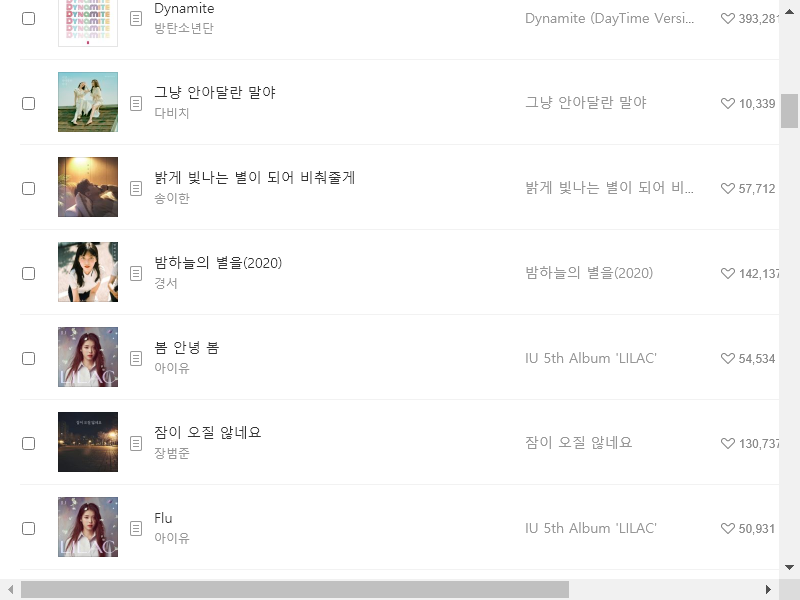 DYNAMITE
DYNAMITE
DYNAMITE
DYNAMITE
Dynamite
방탄소년단
Dynamite (DayTime Versi...
393,281
그냥 안아달란 말야
다비치
그냥 안아달란 말야
10,339
밝게 빛나는 별이 되어 비춰줄게
송이한
밝게 빛나는 별이 되어 비...
57,712
밤하늘의 별을(2020)
경서
밤하늘의 별을(2020)
142,137
LILAC
봄 안녕 봄
아이유
IU 5th Album 'LILAC'
54,534
잠이 오질 않네요
장범준
잠이 오질 않네요
130,737
LILAC
Flu
아이유
IU 5th Album 'LILAC'
50,931